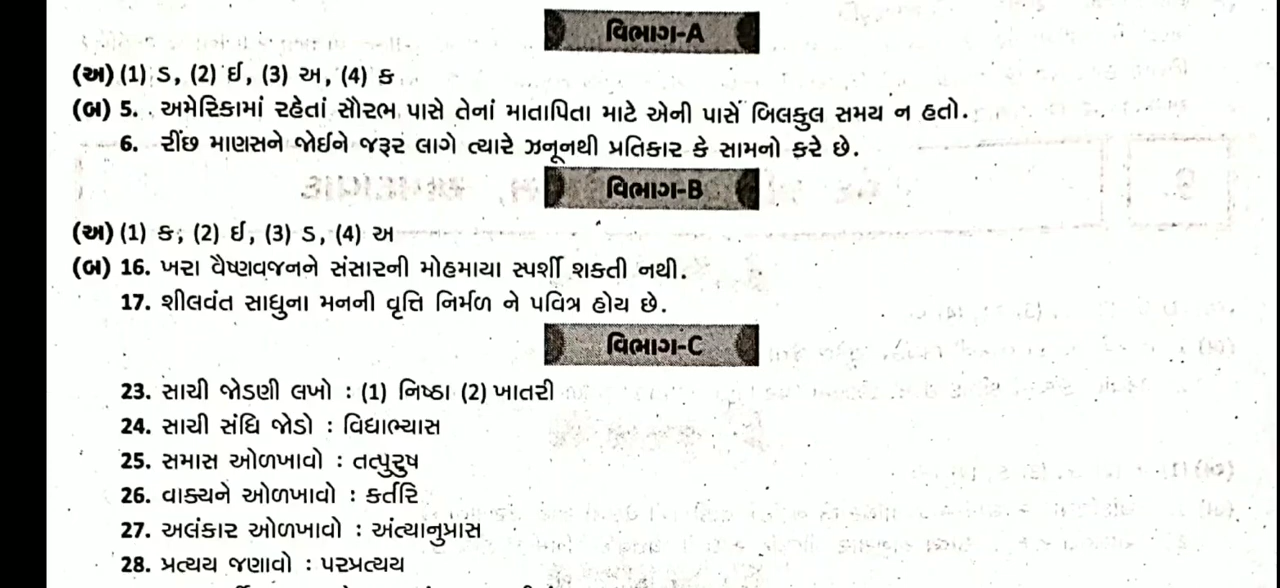 વિભાગ-A
(અ) (1) ડ, (2) ઈ, (3) અ, (4) ક
(બ) 5. અમેરિકામાં રહેતાં સૌરભ પાસે તેનાં માતાપિતા માટે એની પાસે બિલકુલ સમય ન હતો.
6. રીંછ માણસને જોઈને જરૂર લાગે ત્યારે ઝનૂનથી પ્રતિકાર કે સામનો કરે છે.
વિભાગ-B
(અ) (1) ક, (2) ઈ, (3) ડ, (4) અ
(બ) 16. ખરા વૈષ્ણવજનને સંસારની મોહમાયા સ્પર્શી શકતી નથી.
17. શીલવંત સાધુના મનની વૃત્તિ નિર્મળ ને પવિત્ર હોય છે.
વિભાગ-C
23. સાચી જોડણી લખો : (1) નિષ્ઠા (2) ખાતરી
24. સાચી સંધિ જોડો : વિદ્યાભ્યાસ
25. સમાસ ઓળખાવો : તત્પુરુષ
26. વાક્યને ઓળખાવો : કર્તરિ
27. અલંકાર ઓળખાવો : અંત્યાનુપ્રાસ
28. પ્રત્યય જણાવો : પરપ્રત્યય